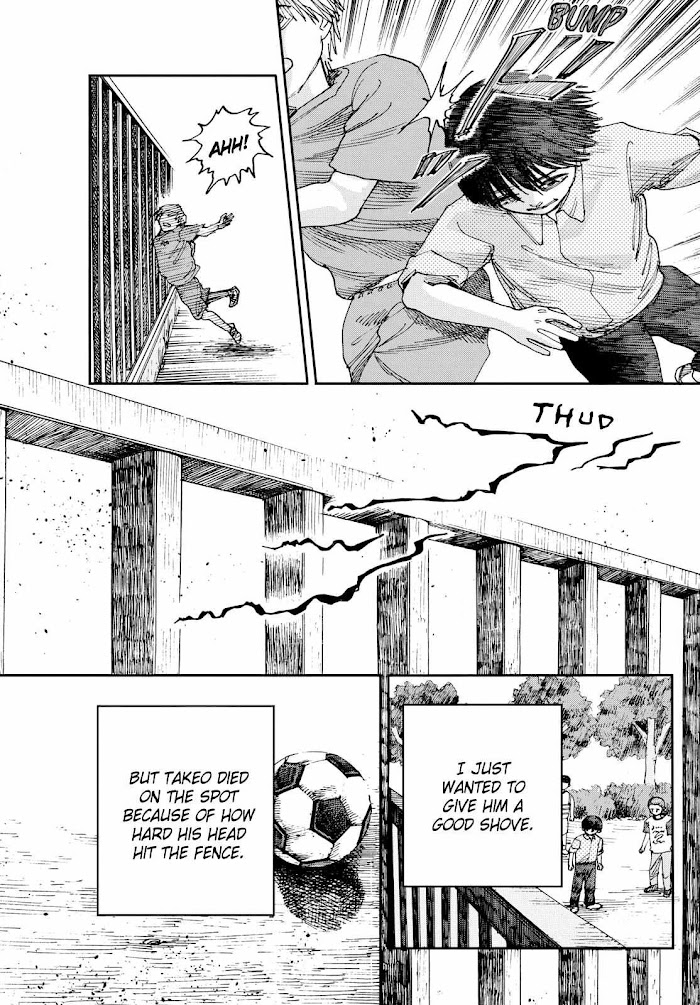 BUMP
AHH!
THUD
I JUST
WANTED TO
GIVE HIM A
GOOD SHOVE.
BUT TAKEO DIED
ON THE SPOT
BECAUSE OF HOW
HARD HIS HEAD
HIT THE FENCE.